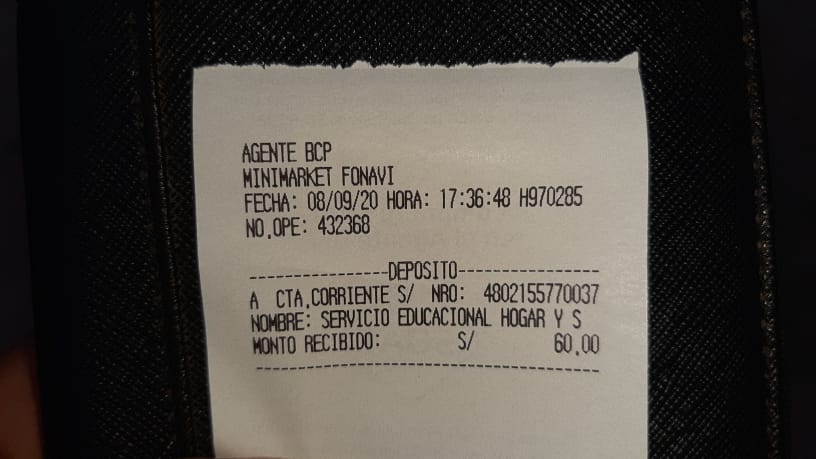 AGENTE BCP
MINIMARKET FONAVI
FECHA: 08/09/20 HORA: 17:36:48 H970285
NO.OPE: 432368
-----------------DEPOSITO-----------------
A CTA.CORRIENTE S/ NRO: 4802155770037
NOMBRE: SERVICIO EDUCACIONAL HOGAR Y S
MONTO RECIBIDO: S/ 60.00
------------------------------------------